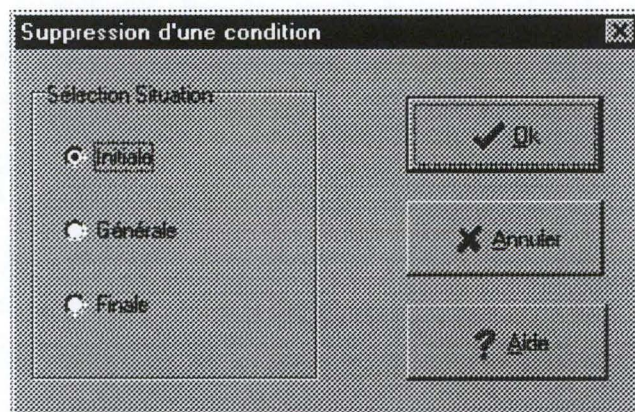 Suppression d'une condition
Sélection Situation
Initiale
Générale
Finale
Ok
Annuler
Aide